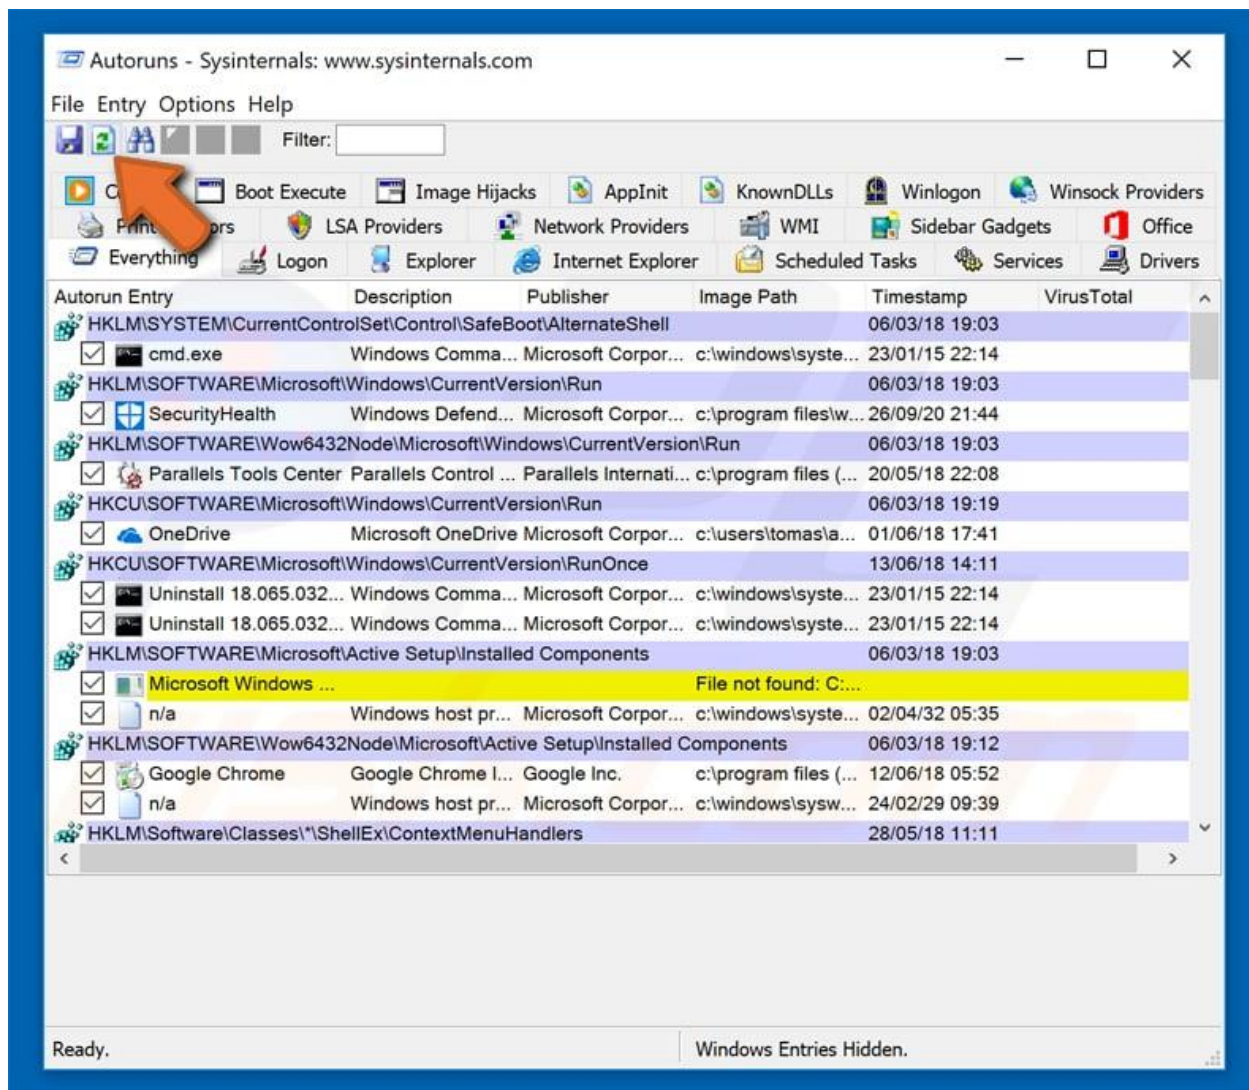 Autoruns - Sysinternals: www.sysinternals.com
File Entry Options Help
Filter:
Boot Execute Image Hijacks AppInit KnownDLLs Winlogon Winsock Providers
LSA Providers Network Providers WMI Sidebar Gadgets Office
Everything Logon Explorer Internet Explorer Scheduled Tasks Services Drivers
Autorun Entry Description Publisher Image Path Timestamp VirusTotal
HKLM\SYSTEM\CurrentControlSet\Control\SafeBoot\AlternateShell 06/03/18 19:03
cmd.exe Windows Comma... Microsoft Corpor... c:\windows\syste... 23/01/15 22:14
HKLM\SOFTWARE\Microsoft\Windows\CurrentVersion\Run 06/03/18 19:03
SecurityHealth Windows Defend... Microsoft Corpor... c:\program files\w... 26/09/20 21:44
HKLM\SOFTWARE\Wow6432Node\Microsoft\Windows\CurrentVersion\Run 06/03/18 19:03
Parallels Tools Center Parallels Control ... Parallels Internati... c:\program files (... 20/05/18 22:08
HKCU\SOFTWARE\Microsoft\Windows\CurrentVersion\Run 06/03/18 19:19
OneDrive Microsoft OneDrive Microsoft Corpor... c:\users\tomas\a... 01/06/18 17:41
HKCU\SOFTWARE\Microsoft\Windows\CurrentVersion\RunOnce 13/06/18 14:11
Uninstall 18.065.032... Windows Comma... Microsoft Corpor... c:\windows\syste... 23/01/15 22:14
Uninstall 18.065.032... Windows Comma... Microsoft Corpor... c:\windows\syste... 23/01/15 22:14
HKLM\SOFTWARE\Microsoft\Active Setup\Installed Components 06/03/18 19:03
Microsoft Windows ... File not found: C:...
n/a Windows host pr... Microsoft Corpor... c:\windows\syste... 02/04/32 05:35
HKLM\SOFTWARE\Wow6432Node\Microsoft\Active Setup\Installed Components 06/03/18 19:12
Google Chrome Google Chrome I... Google Inc. c:\program files (... 12/06/18 05:52
n/a Windows host pr... Microsoft Corpor... c:\windows\sysw... 24/02/29 09:39
HKLM\Software\Classes\*\ShellEx\ContextMenuHandlers 28/05/18 11:11
Ready. Windows Entries Hidden.